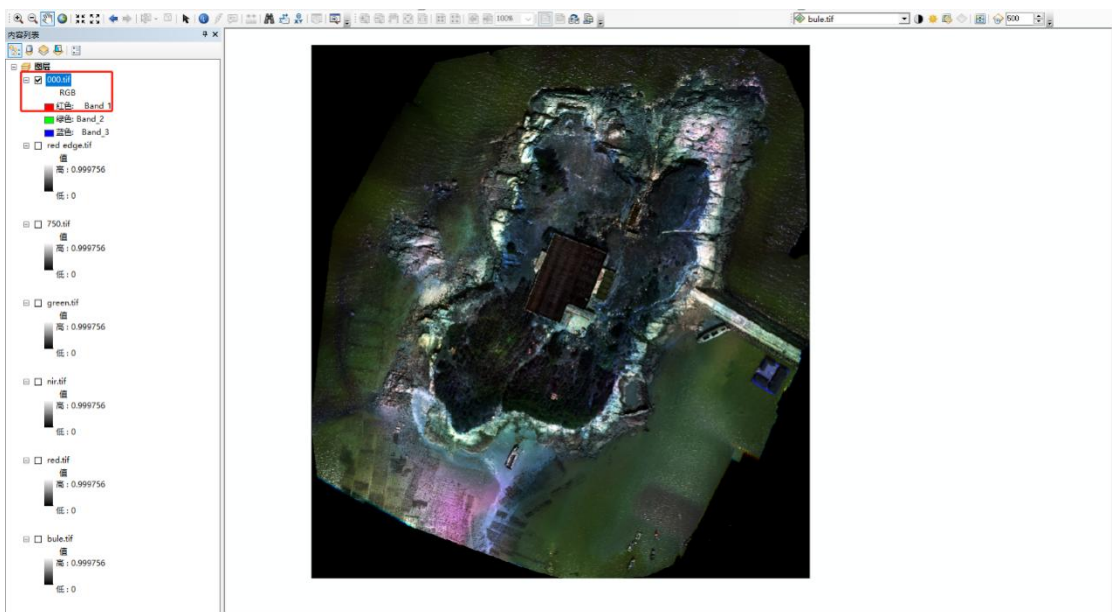 100%
bule.tif
500
内容列表
图层
000.tif
RGB
红色: Band_1
绿色: Band_2
蓝色: Band_3
red edge.tif
值
高 : 0.999756
低 : 0
750.tif
值
高 : 0.999756
低 : 0
green.tif
值
高 : 0.999756
低 : 0
nir.tif
值
高 : 0.999756
低 : 0
red.tif
值
高 : 0.999756
低 : 0
bule.tif
值
高 : 0.999756
低 : 0